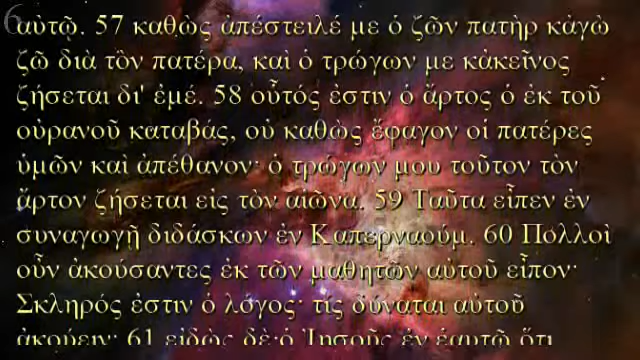 6
αὐτῷ. 57 καθὼς ἀπέστειλέ με ὁ ζῶν πατὴρ κἀγὼ
ζῶ διὰ τὸν πατέρα, καὶ ὁ τρώγων με κἀκεῖνος
ζήσεται δι' ἐμέ. 58 οὗτός ἐστιν ὁ ἄρτος ὁ ἐκ τοῦ
οὐρανοῦ καταβάς, οὐ καθὼς ἔφαγον οἱ πατέρες
ὑμῶν καὶ ἀπέθανον· ὁ τρώγων μου τοῦτον τὸν
ἄρτον ζήσεται εἰς τὸν αἰῶνα. 59 Ταῦτα εἶπεν ἐν
συναγωγῇ διδάσκων ἐν Καπερναούμ. 60 Πολλοὶ
οὖν ἀκούσαντες ἐκ τῶν μαθητῶν αὐτοῦ εἶπον·
Σκληρός ἐστιν ὁ λόγος· τίς δύναται αὐτοῦ
ἀκούειν; 61 εἰδὼς δὲ ὁ Ἰησοῦς ἐν ἑαυτῷ ὅτι